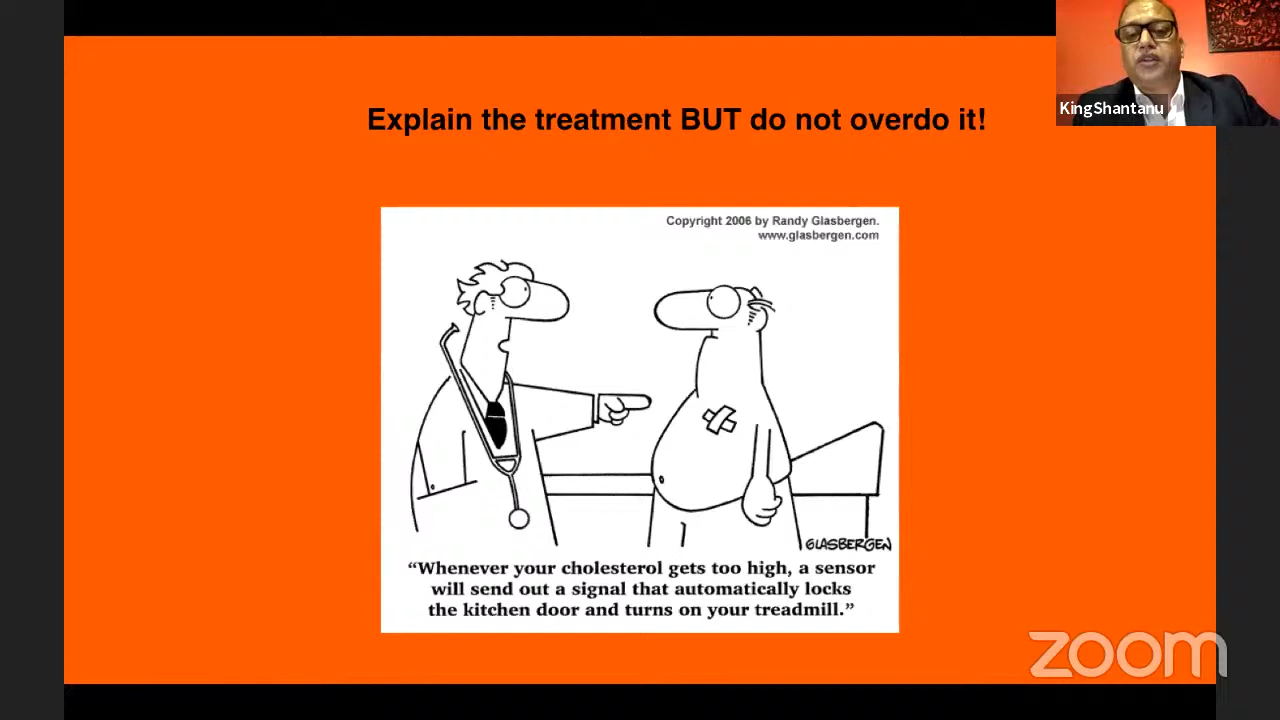 Explain the treatment BUT do not overdo it!
KingShantanu
Copyright 2006 by Randy Glasbergen.
www.glasbergen.com
GLASBERGEN
“Whenever your cholesterol gets too high, a sensor
will send out a signal that automatically locks
the kitchen door and turns on your treadmill.”
zoom